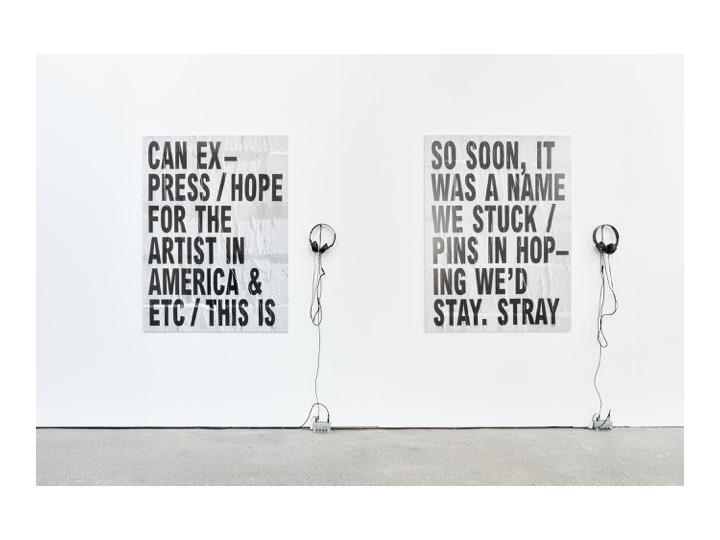 CAN EX–
PRESS / HOPE
FOR THE
ARTIST IN
AMERICA &
ETC / THIS IS
SO SOON, IT
WAS A NAME
WE STUCK /
PINS IN HOP–
ING WE'D
STAY. STRAY